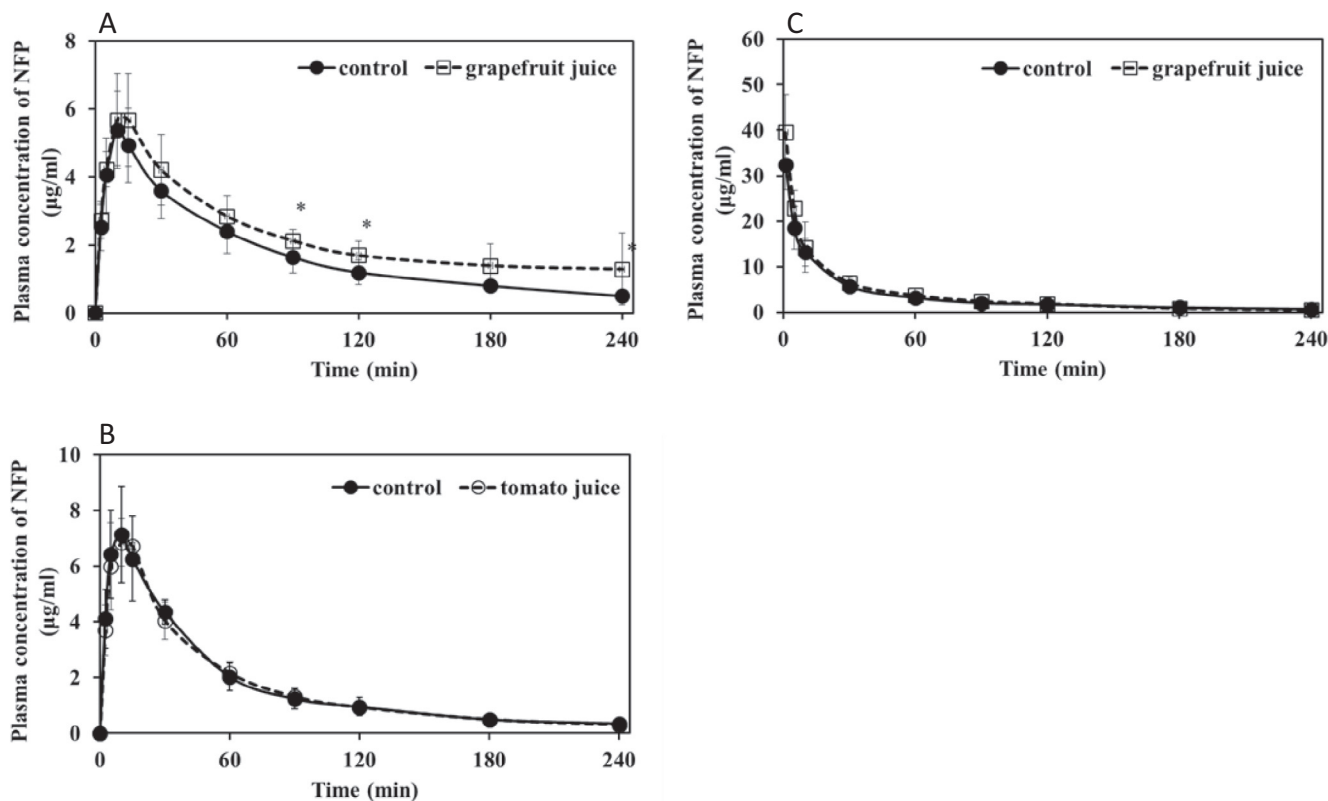 A
Plasma concentration of NFP
(µg/ml)
8
6
4
2
0
control
grapefruit juice
*
*
*
0
60
120
180
240
Time (min)
C
Plasma concentration of NFP
(µg/ml)
60
50
40
30
20
10
0
control
grapefruit juice
0
60
120
180
240
Time (min)
B
Plasma concentration of NFP
(µg/ml)
10
8
6
4
2
0
control
tomato juice
0
60
120
180
240
Time (min)